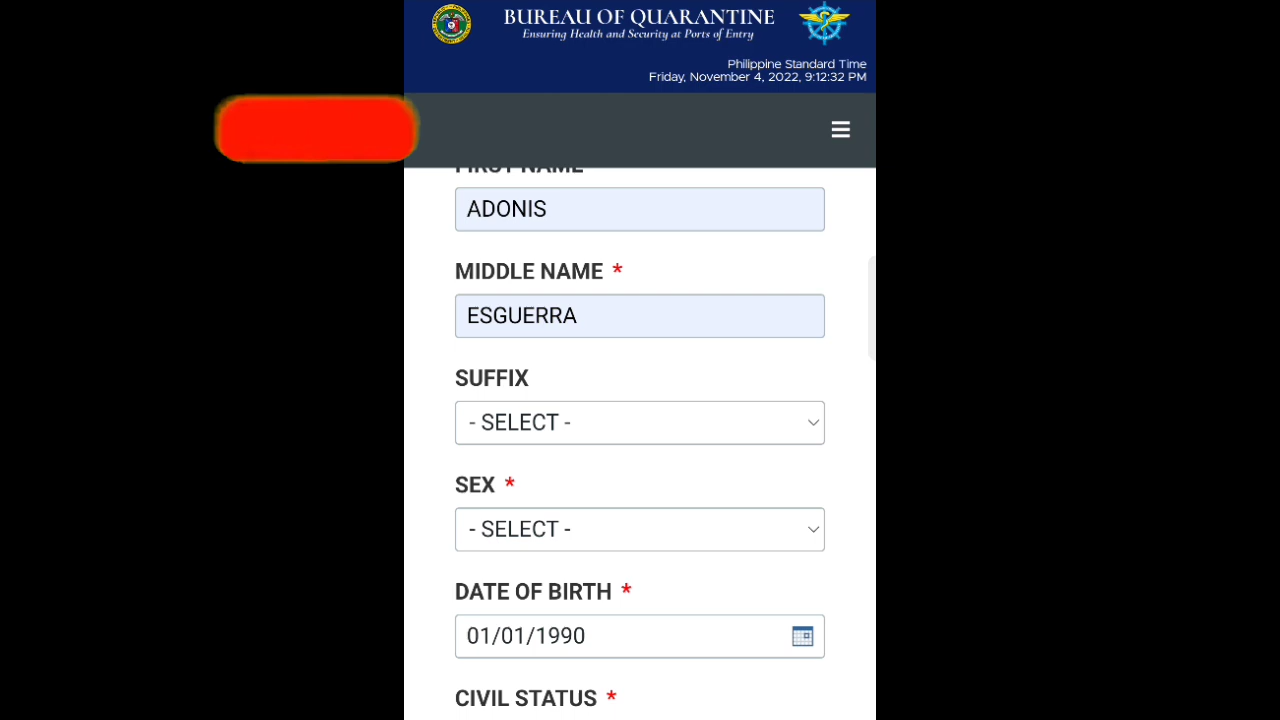 BUREAU OF QUARANTINE
Ensuring Health and Security at Ports of Entry
Philippine Standard Time
Friday, November 4, 2022, 9:12:32 PM
FIRST NAME
ADONIS
MIDDLE NAME *
ESGUERRA
SUFFIX
- SELECT -
SEX *
- SELECT -
DATE OF BIRTH *
01/01/1990
CIVIL STATUS *